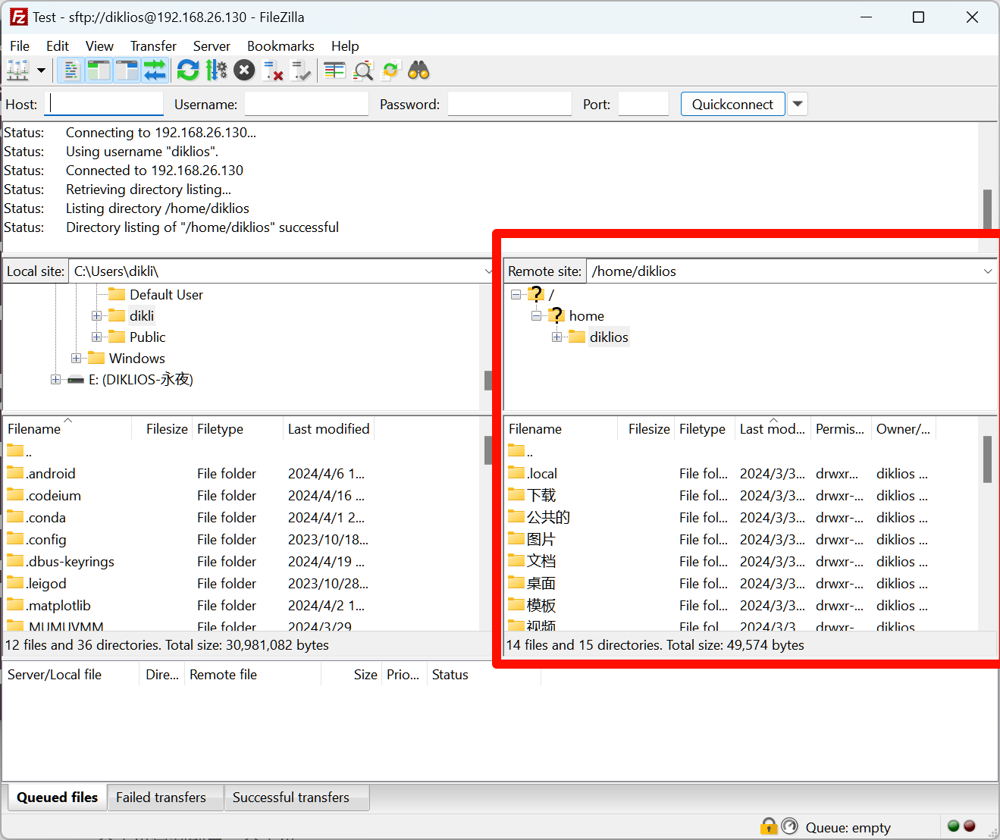 Test - sftp://diklios@192.168.26.130 - FileZilla
File Edit View Transfer Server Bookmarks Help
Host: Username: Password: Port: Quickconnect
Status: Connecting to 192.168.26.130...
Status: Using username "diklios".
Status: Connected to 192.168.26.130
Status: Retrieving directory listing...
Status: Listing directory /home/diklios
Status: Directory listing of "/home/diklios" successful
Local site: C:\Users\dikli\
Default User
dikli
Public
Windows
E: (DIKLIOS-永夜)
Filename Filesize Filetype Last modified
..
.android File folder 2024/4/6 1...
.codeium File folder 2024/4/16 ...
.conda File folder 2024/4/1 2...
.config File folder 2023/10/18...
.dbus-keyrings File folder 2024/4/19 ...
.leigod File folder 2023/10/28...
.matplotlib File folder 2024/4/2 1...
.MUMUVMM File folder 2024/3/29
12 files and 36 directories. Total size: 30,981,082 bytes
Remote site: /home/diklios
/
home
diklios
Filename Filesize Filetype Last mod... Permis... Owner/...
..
.local File fol... 2024/3/3... drwxr... diklios ...
下载 File fol... 2024/3/3... drwxr-... diklios ...
公共的 File fol... 2024/3/3... drwxr-... diklios ...
图片 File fol... 2024/3/3... drwxr-... diklios ...
文档 File fol... 2024/3/3... drwxr-... diklios ...
桌面 File fol... 2024/3/3... drwxr-... diklios ...
模板 File fol... 2024/3/3... drwxr-... diklios ...
视频 File fol 2024/3/3 drwxr- diklios
14 files and 15 directories. Total size: 49,574 bytes
Server/Local file Dire... Remote file Size Prio... Status
Queued files Failed transfers Successful transfers
Queue: empty